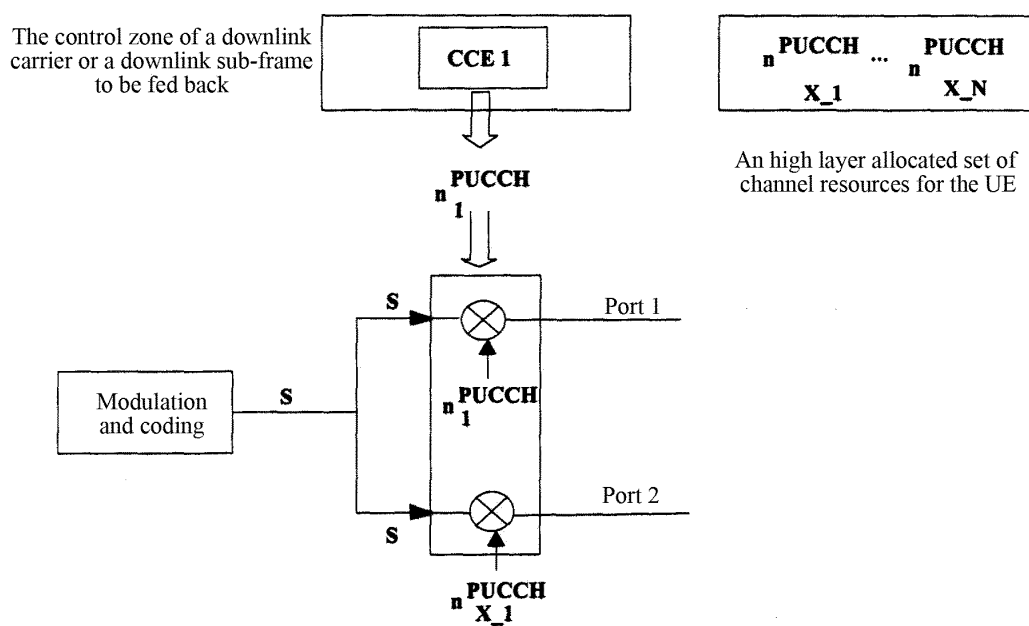 The control zone of a downlink
carrier or a downlink sub-frame
to be fed back
CCE 1
n PUCCH X_1 ... n PUCCH X_N
An high layer allocated set of
channel resources for the UE
n PUCCH 1
S
Port 1
n PUCCH 1
Modulation
and coding
S
S
Port 2
n PUCCH X_1